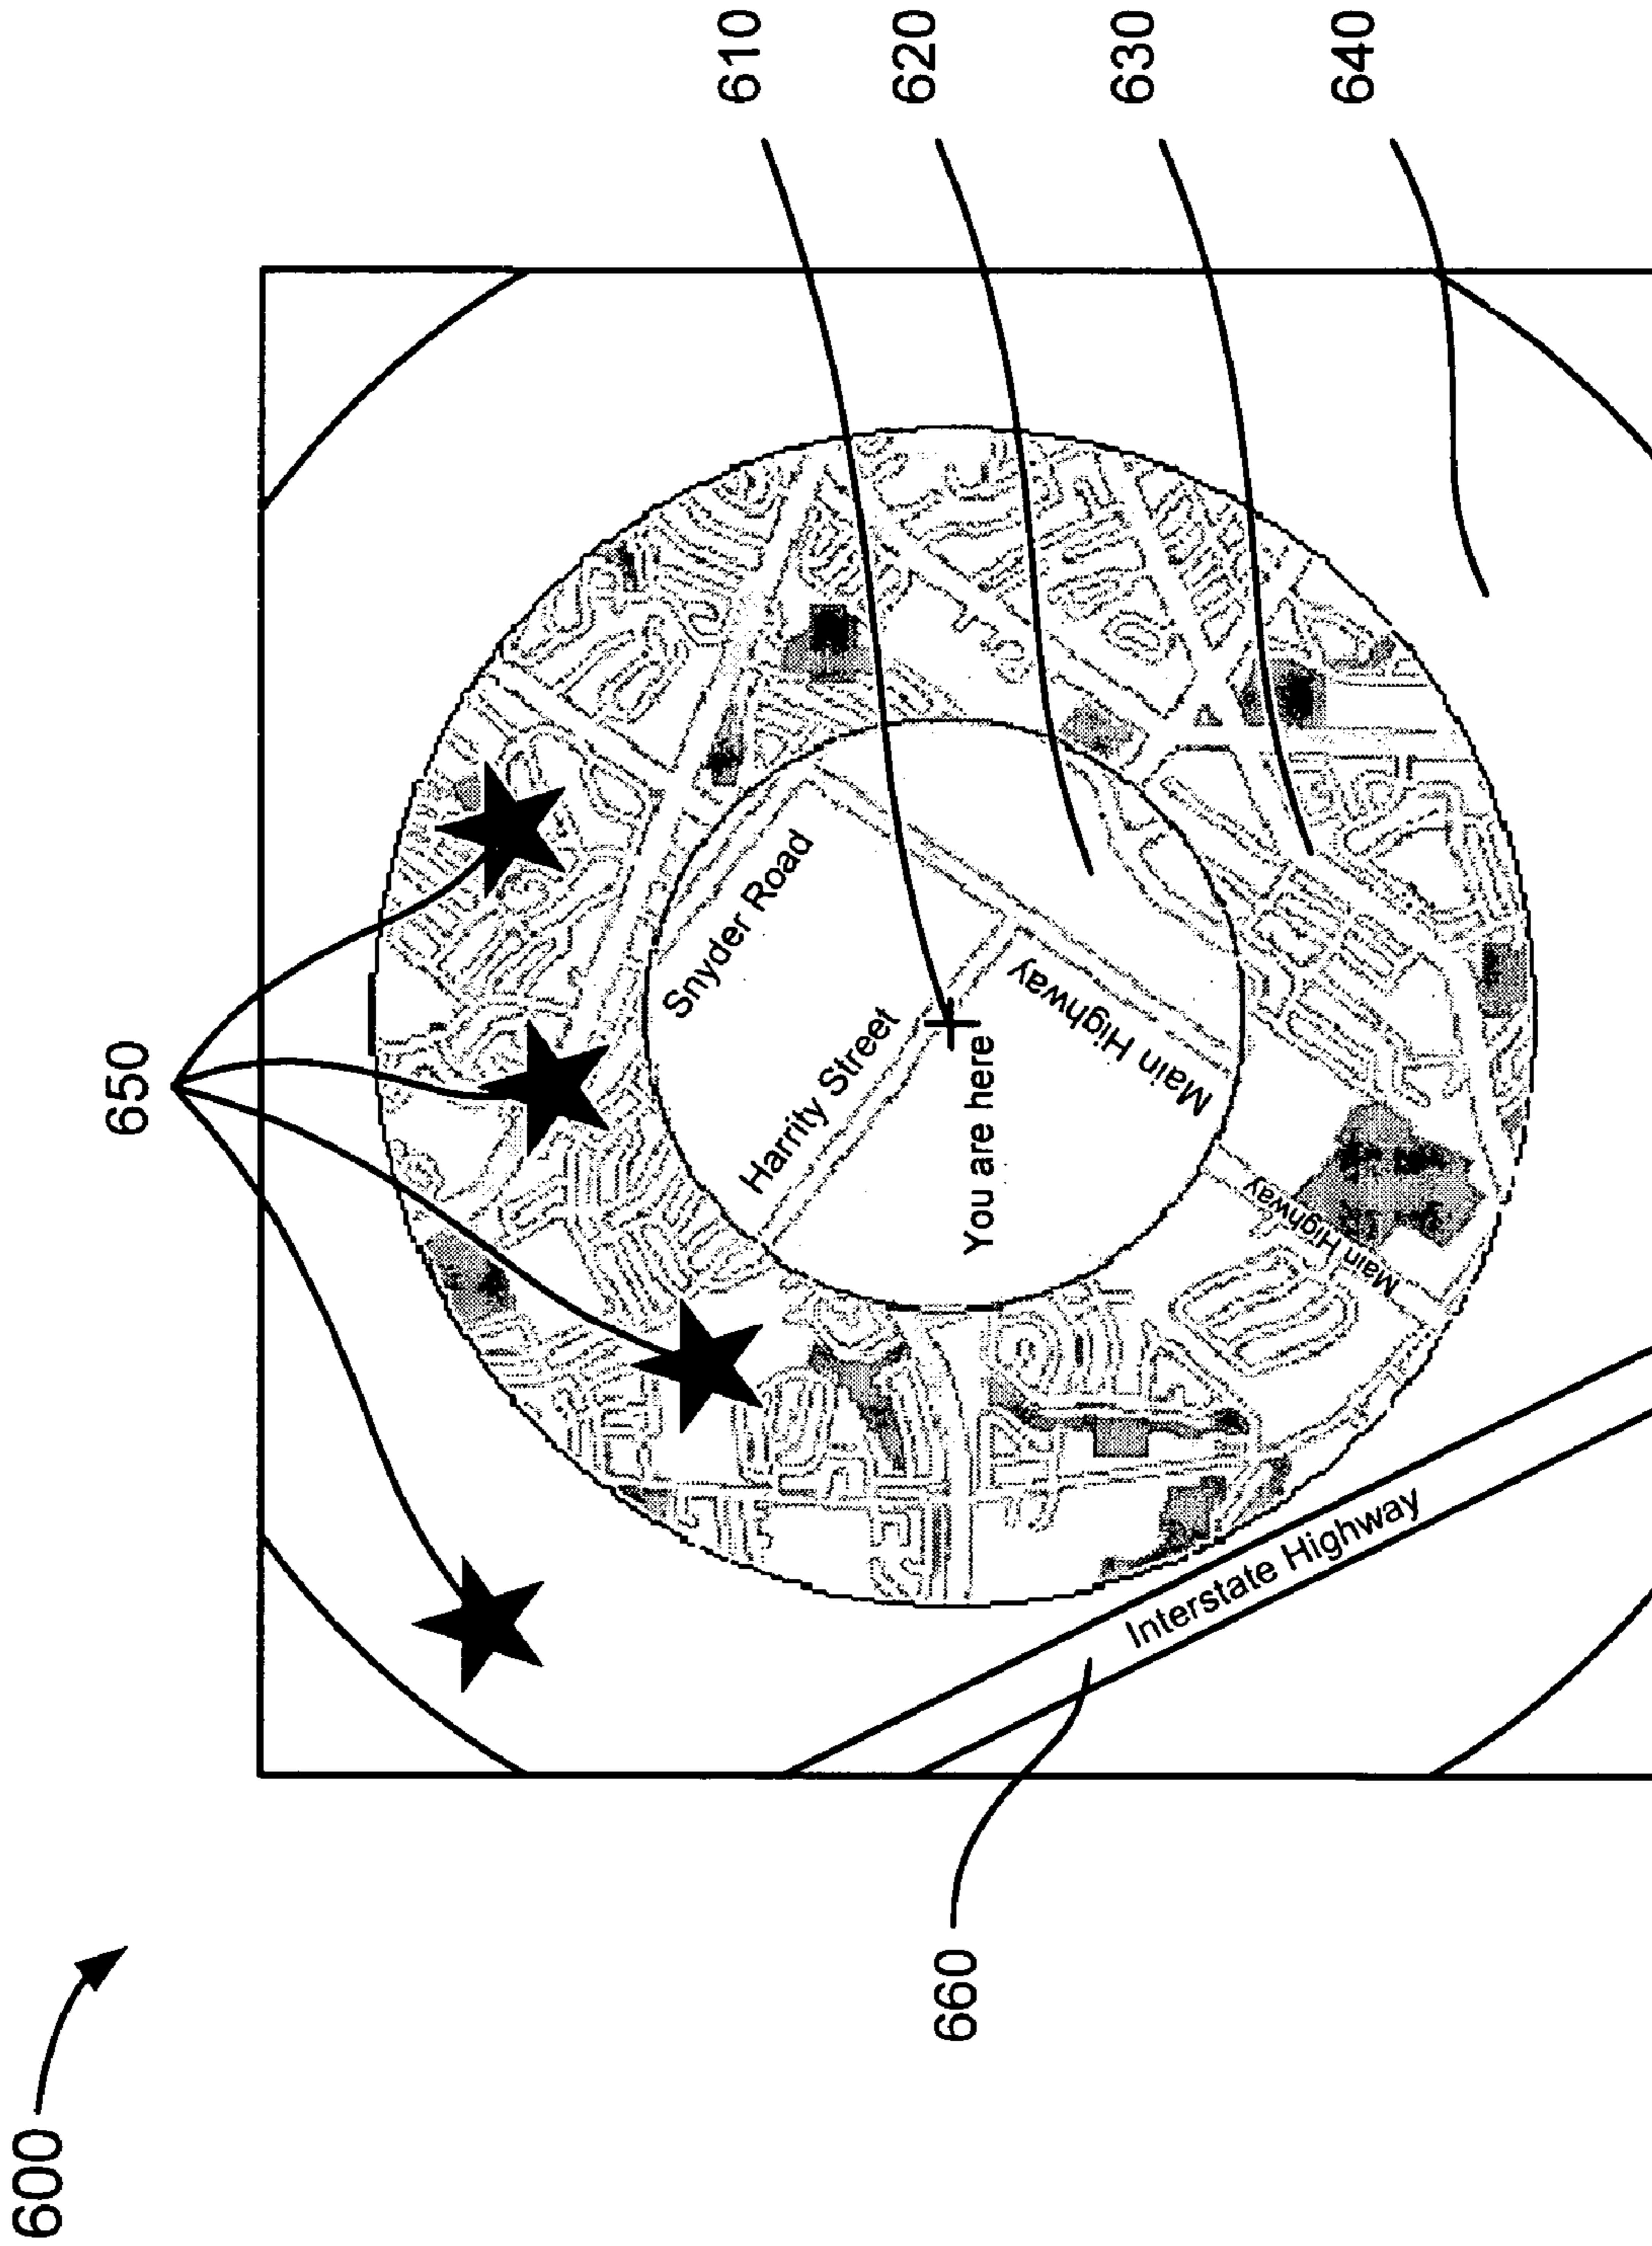 600
650
610
620
630
640
660
Snyder Road
Harrity Street
You are here
Main Highway
Main Highway
Interstate Highway